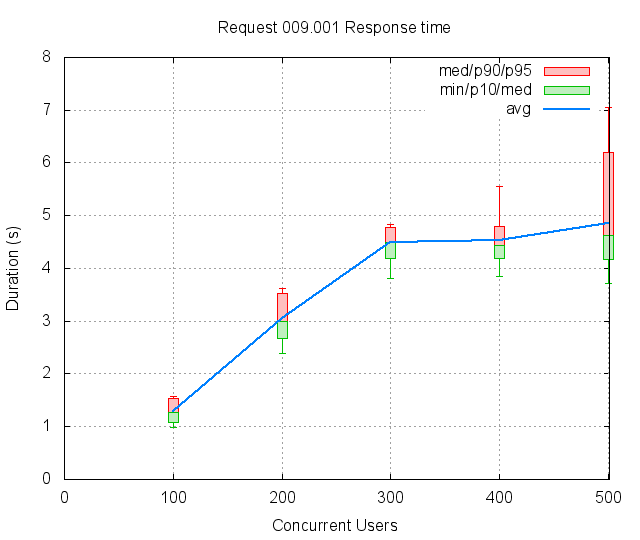 Request 009.001 Response time
med/p90/p95
min/p10/med
avg
8
7
6
5
4
3
2
1
0
0 100 200 300 400 500
Duration (s)
Concurrent Users